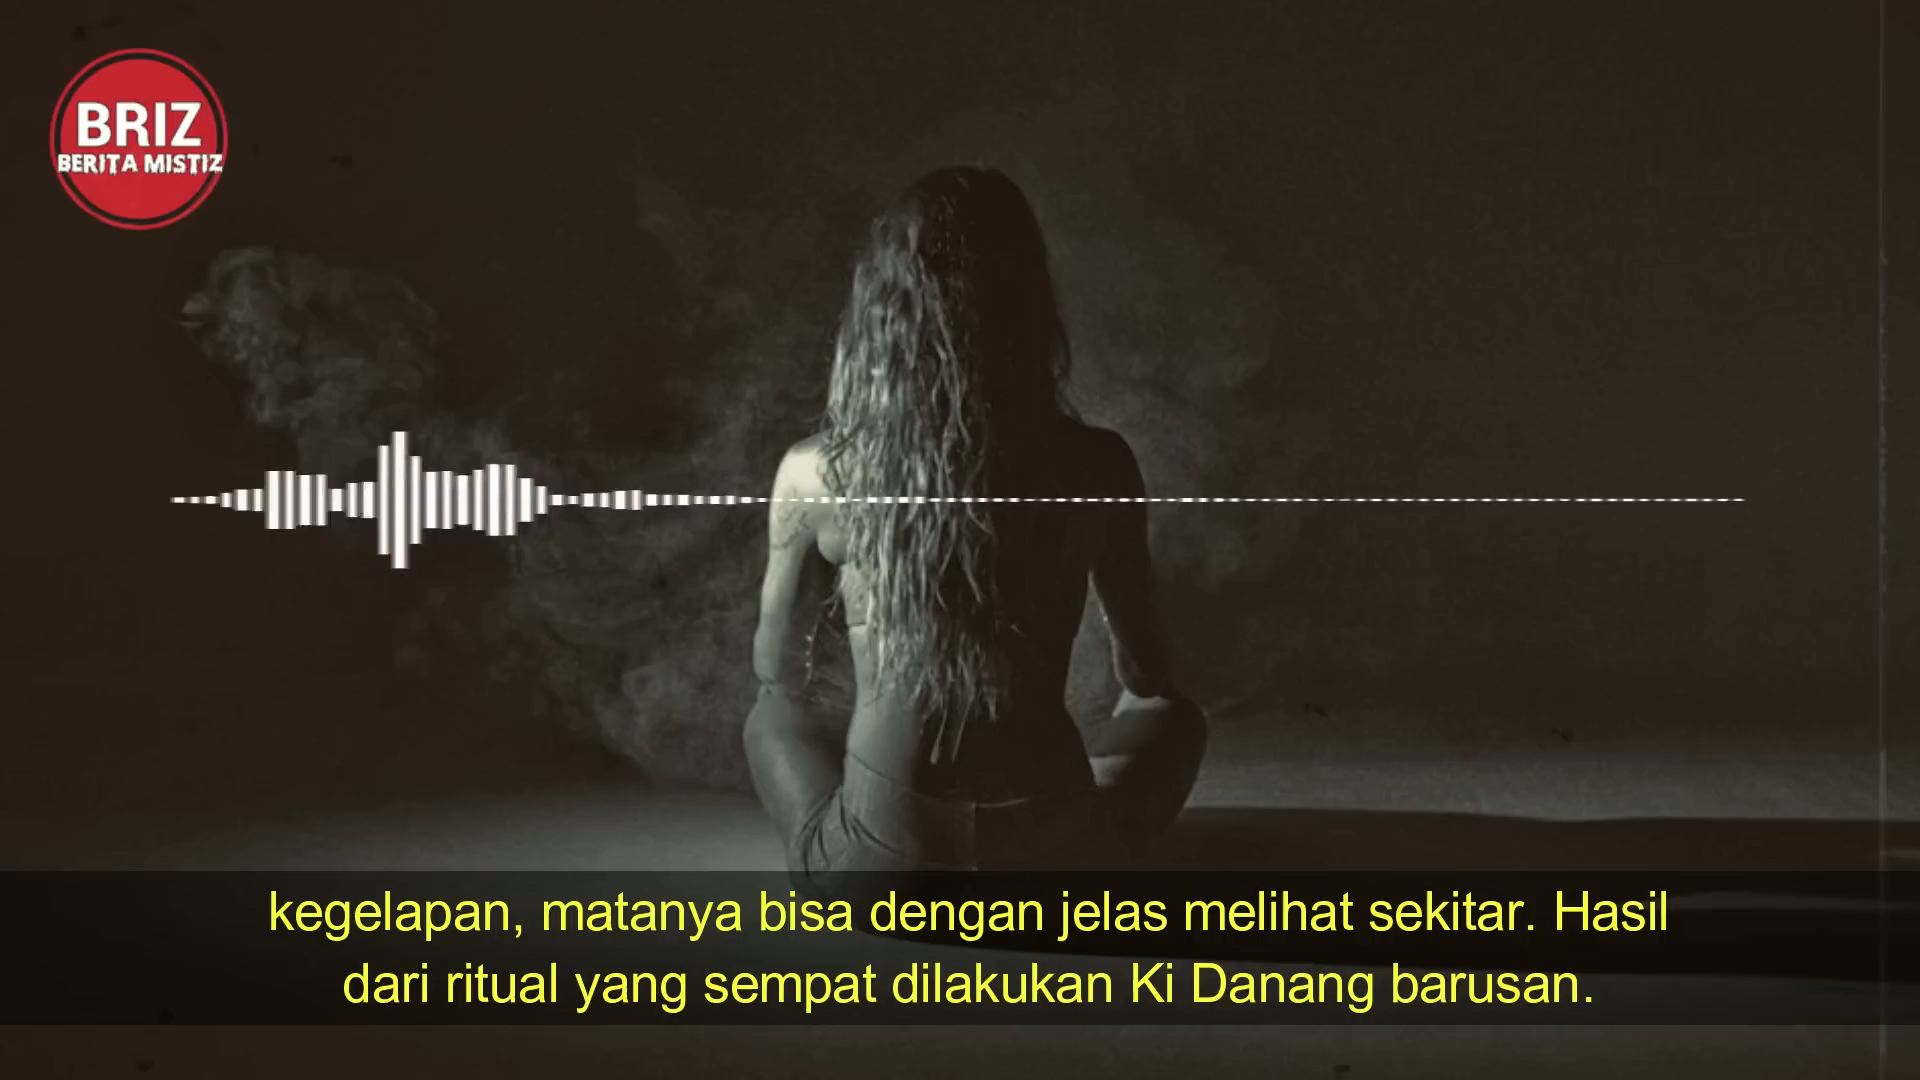 BRIZ
BERITA MISTIZ
kegelapan, matanya bisa dengan jelas melihat sekitar. Hasil
dari ritual yang sempat dilakukan Ki Danang barusan.